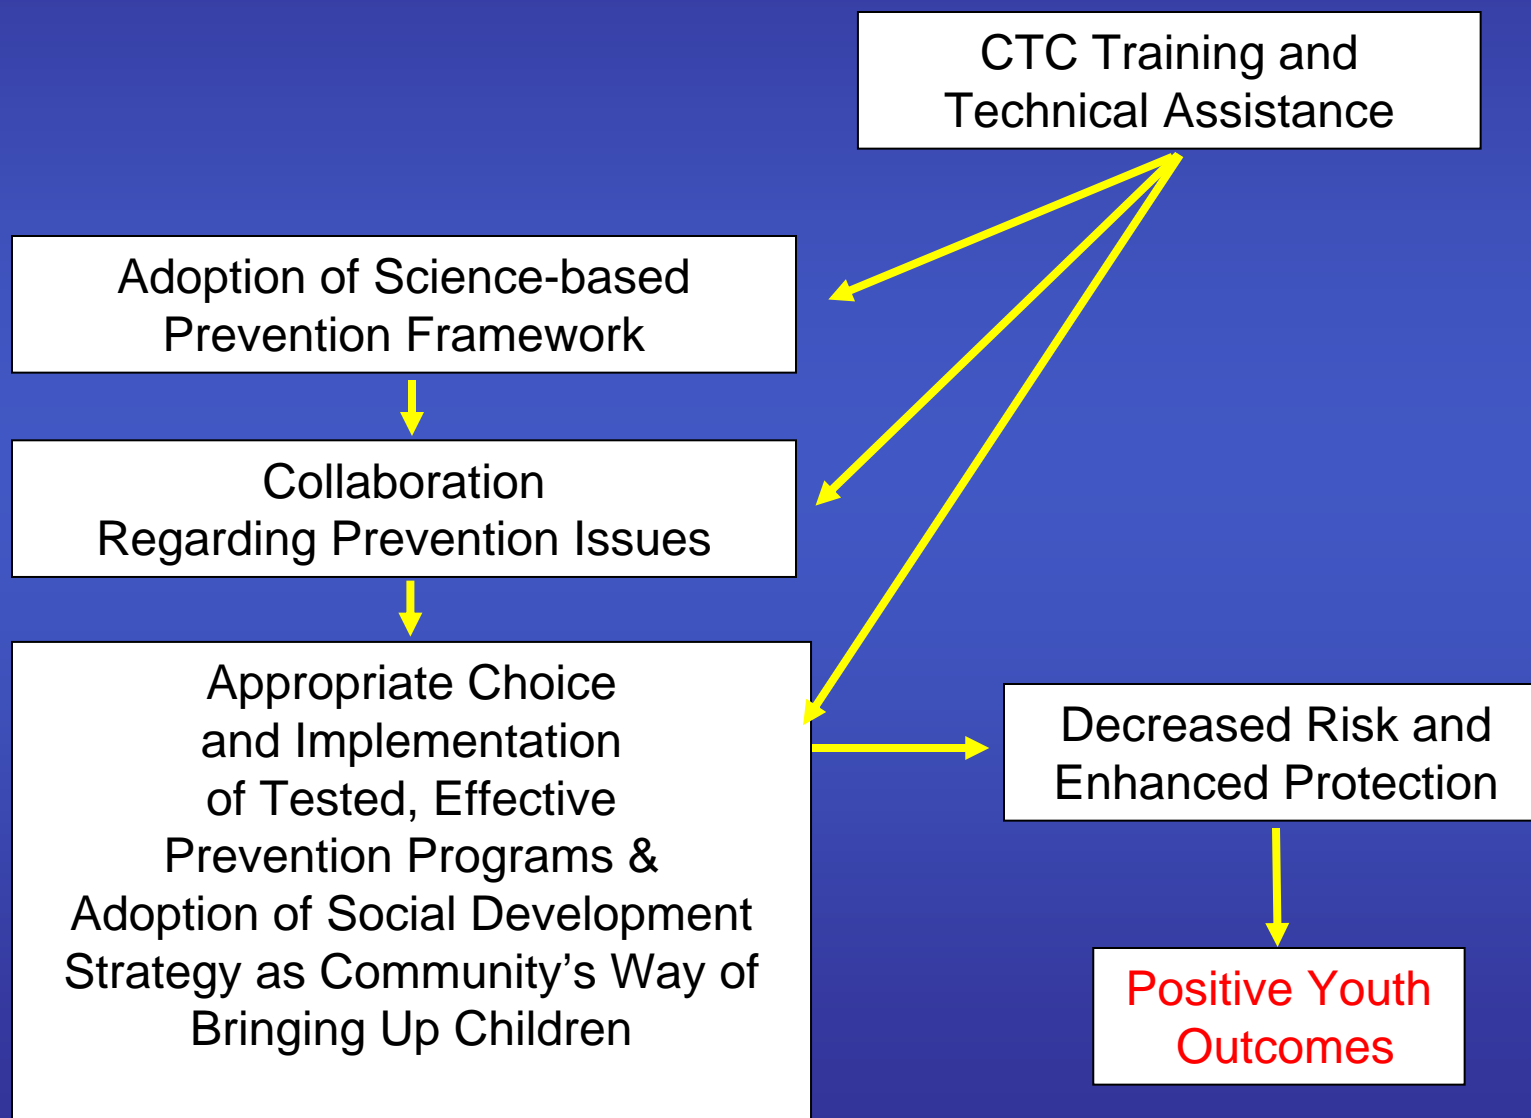 CTC Training and
Technical Assistance
Adoption of Science-based
Prevention Framework
Collaboration
Regarding Prevention Issues
Appropriate Choice
and Implementation
of Tested, Effective
Prevention Programs &
Adoption of Social Development
Strategy as Community’s Way of
Bringing Up Children
Decreased Risk and
Enhanced Protection
Positive Youth
Outcomes